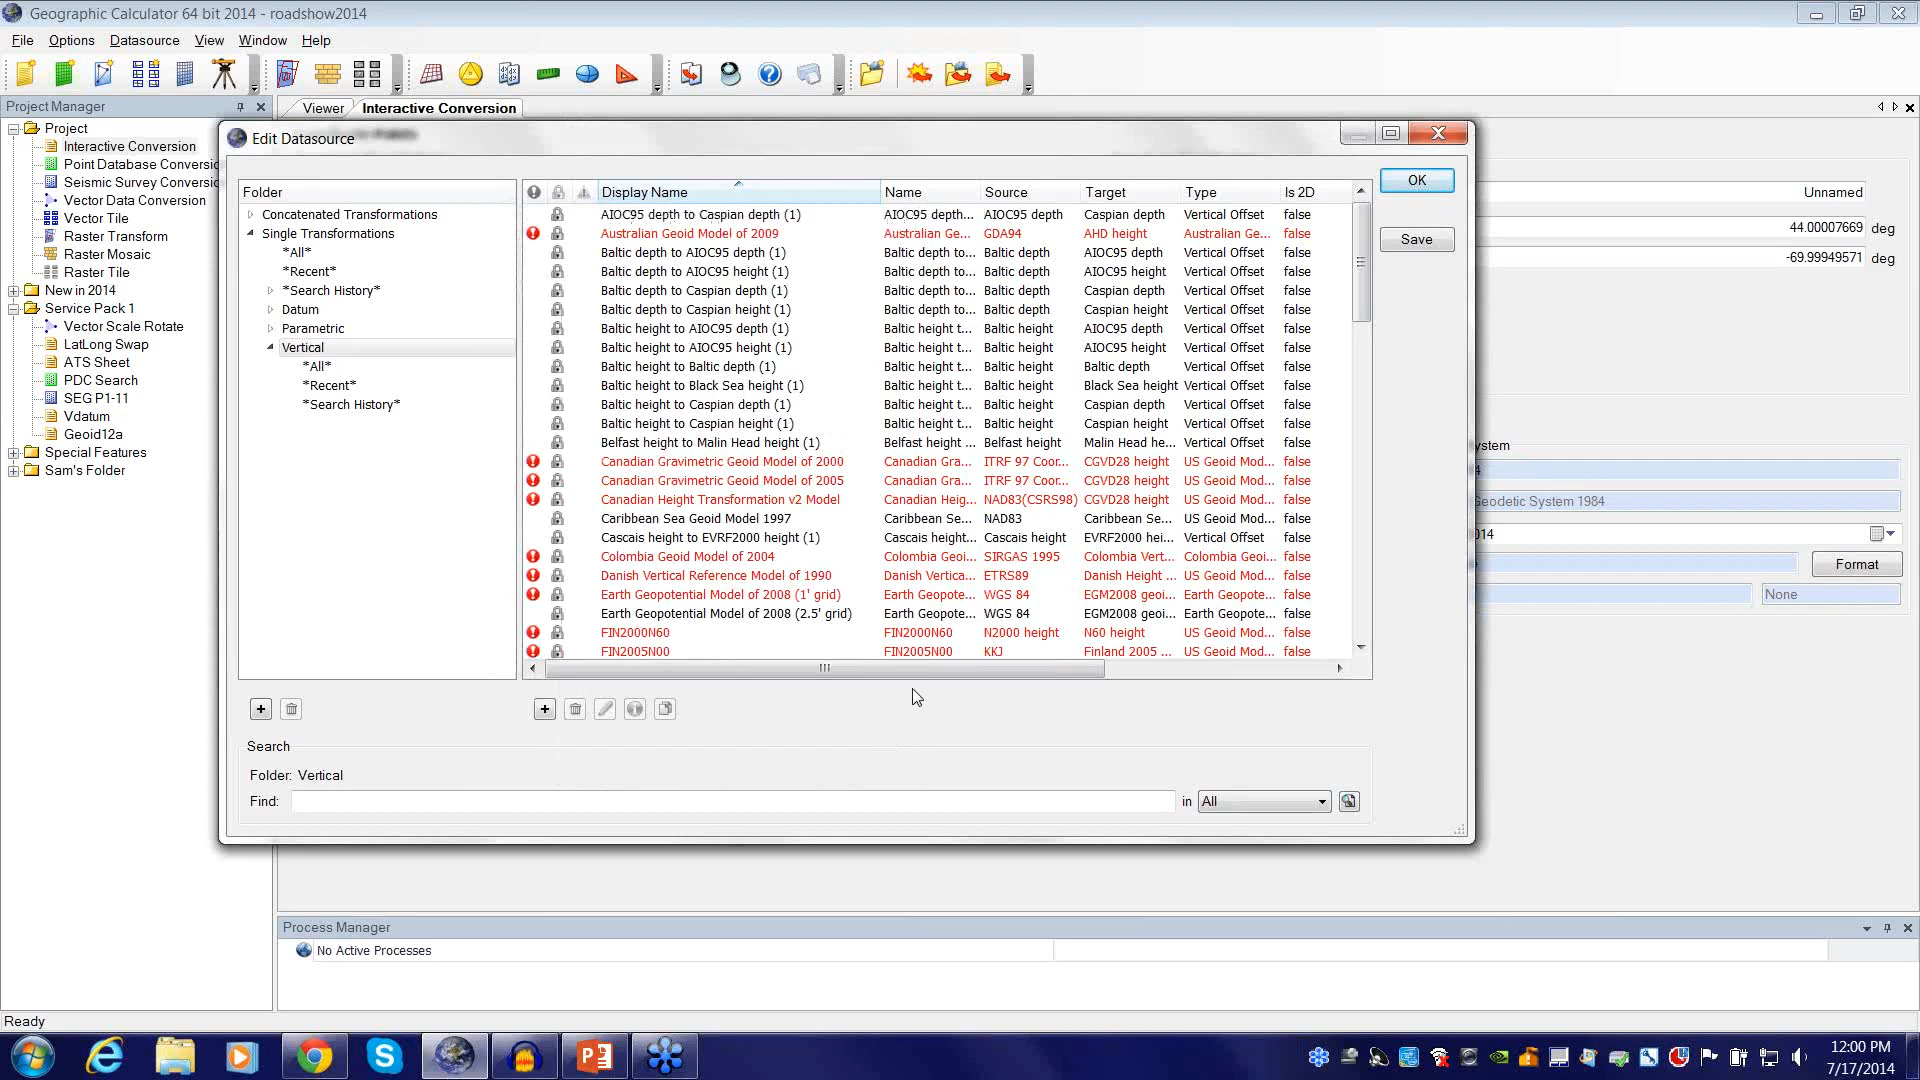 Geographic Calculator 64 bit 2014 - roadshow2014
File Options Datasource View Window Help
Project Manager
Viewer Interactive Conversion
Project
Interactive Conversion
Point Database Conversio
Seismic Survey Conversio
Vector Data Conversion
Vector Tile
Raster Transform
Raster Mosaic
Raster Tile
New in 2014
Service Pack 1
Vector Scale Rotate
LatLong Swap
ATS Sheet
PDC Search
SEG P1-11
Vdatum
Geoid12a
Special Features
Sam's Folder
Edit Datasource
Folder
Concatenated Transformations
Single Transformations
*All*
*Recent*
*Search History*
Datum
Parametric
Vertical
*All*
*Recent*
*Search History*
Display Name Name Source Target Type Is 2D
AIOC95 depth to Caspian depth (1) AIOC95 depth... AIOC95 depth Caspian depth Vertical Offset false
Australian Geoid Model of 2009 Australian Ge... GDA94 AHD height Australian Ge... false
Baltic depth to AIOC95 depth (1) Baltic depth to... Baltic depth AIOC95 depth Vertical Offset false
Baltic depth to AIOC95 height (1) Baltic depth to... Baltic depth AIOC95 height Vertical Offset false
Baltic depth to Caspian depth (1) Baltic depth to... Baltic depth Caspian depth Vertical Offset false
Baltic depth to Caspian height (1) Baltic depth to... Baltic depth Caspian height Vertical Offset false
Baltic height to AIOC95 depth (1) Baltic height t... Baltic height AIOC95 depth Vertical Offset false
Baltic height to AIOC95 height (1) Baltic height t... Baltic height AIOC95 height Vertical Offset false
Baltic height to Baltic depth (1) Baltic height t... Baltic height Baltic depth Vertical Offset false
Baltic height to Black Sea height (1) Baltic height t... Baltic height Black Sea height Vertical Offset false
Baltic height to Caspian depth (1) Baltic height t... Baltic height Caspian depth Vertical Offset false
Baltic height to Caspian height (1) Baltic height t... Baltic height Caspian height Vertical Offset false
Belfast height to Malin Head height (1) Belfast height ... Belfast height Malin Head he... Vertical Offset false
Canadian Gravimetric Geoid Model of 2000 Canadian Gra... ITRF 97 Coor... CGVD28 height US Geoid Mod... false
Canadian Gravimetric Geoid Model of 2005 Canadian Gra... ITRF 97 Coor... CGVD28 height US Geoid Mod... false
Canadian Height Transformation v2 Model Canadian Heig... NAD83(CSRS98) CGVD28 height US Geoid Mod... false
Caribbean Sea Geoid Model 1997 Caribbean Se... NAD83 Caribbean Se... US Geoid Mod... false
Cascais height to EVRF2000 height (1) Cascais height... Cascais height EVRF2000 hei... Vertical Offset false
Colombia Geoid Model of 2004 Colombia Geoi... SIRGAS 1995 Colombia Vert... Colombia Geoi... false
Danish Vertical Reference Model of 1990 Danish Vertica... ETRS89 Danish Height ... US Geoid Mod... false
Earth Geopotential Model of 2008 (1' grid) Earth Geopote... WGS 84 EGM2008 geoi... Earth Geopote... false
Earth Geopotential Model of 2008 (2.5' grid) Earth Geopote... WGS 84 EGM2008 geoi... Earth Geopote... false
FIN2000N60 FIN2000N60 N2000 height N60 height US Geoid Mod... false
FIN2005N00 FIN2005N00 KKJ Finland 2005 ... US Geoid Mod... false
OK
Save
Search
Folder: Vertical
Find: in All
Unnamed
44.00007669 deg
-69.99949571 deg
ystem
4
Geodetic System 1984
014
Format
None
Process Manager
No Active Processes
Ready
12:00 PM
7/17/2014